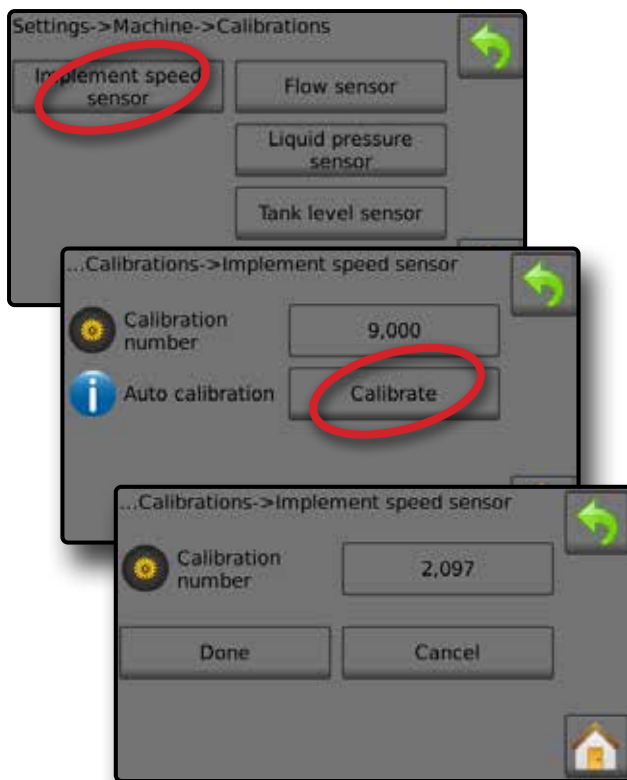 Settings->Machine->Calibrations
Implement speed
sensor
Flow sensor
Liquid pressure
sensor
Tank level sensor
...Calibrations->Implement speed sensor
Calibration
number
9,000
Auto calibration
Calibrate
...Calibrations->Implement speed sensor
Calibration
number
2,097
Done
Cancel